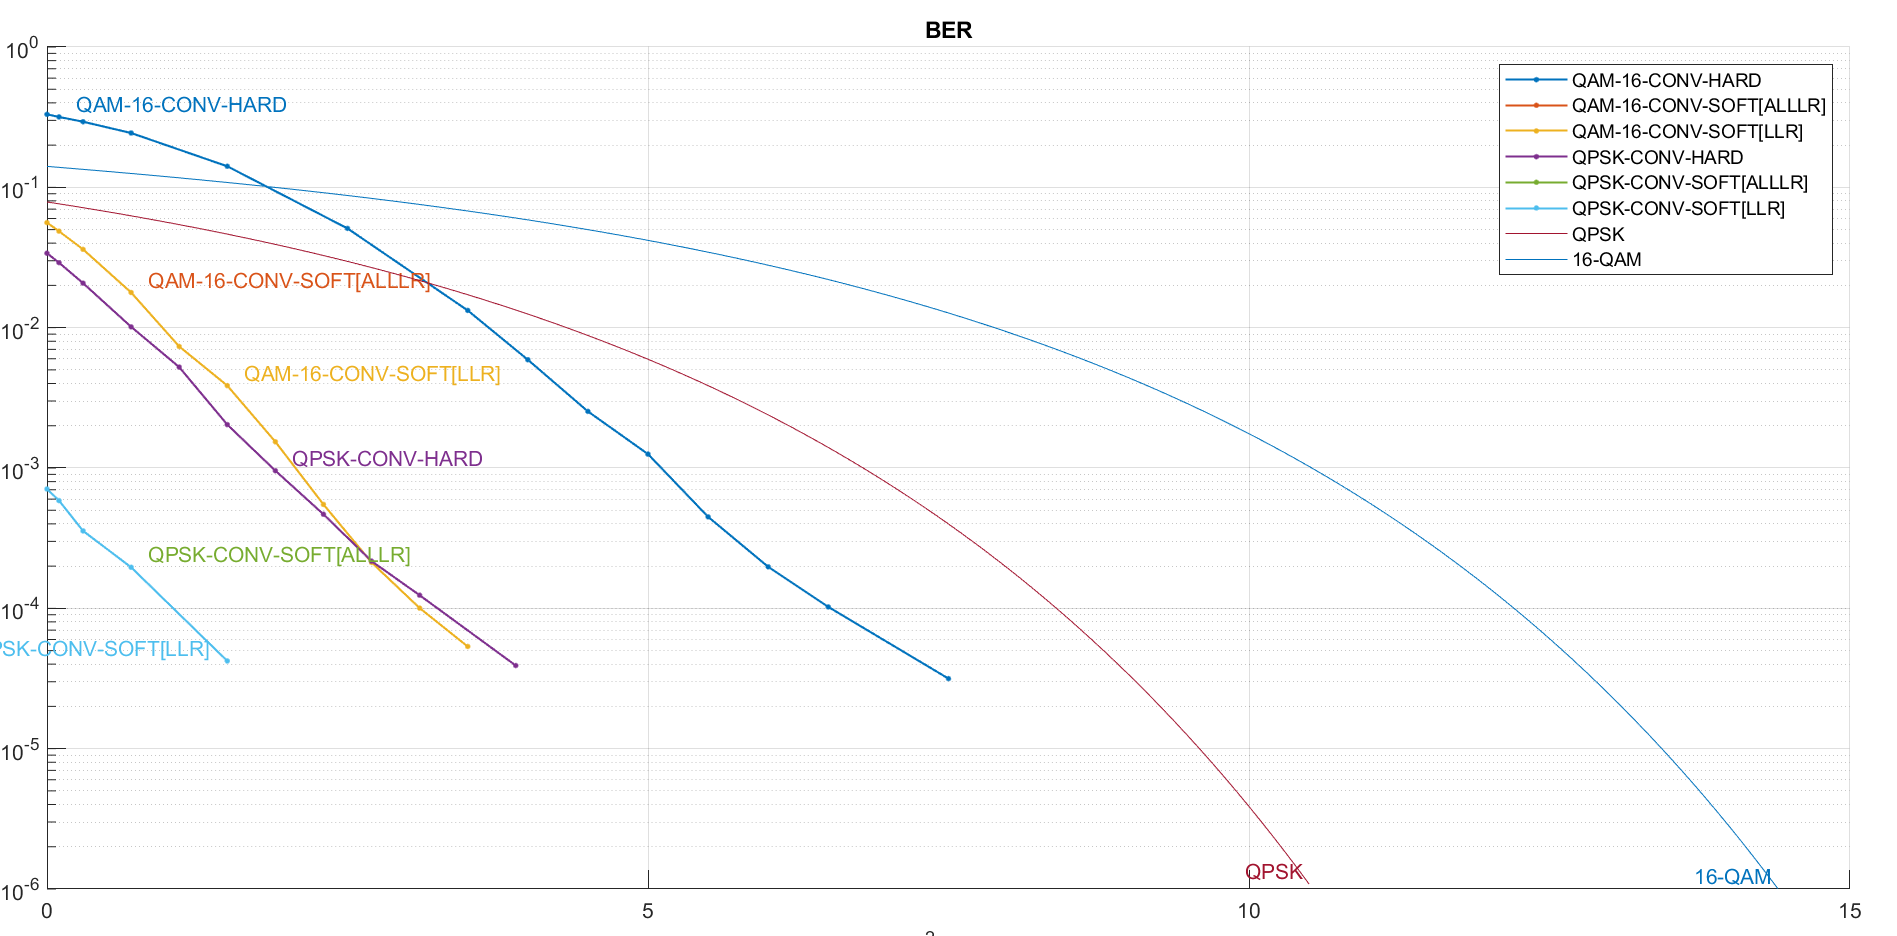 BER
10^0
10^-1
10^-2
10^-3
10^-4
10^-5
10^-6
QAM-16-CONV-HARD
QAM-16-CONV-SOFT[ALLLR]
QAM-16-CONV-SOFT[LLR]
QPSK-CONV-HARD
QPSK-CONV-SOFT[ALLLR]
PSK-CONV-SOFT[LLR]
QPSK
16-QAM
QAM-16-CONV-HARD
QAM-16-CONV-SOFT[ALLLR]
QAM-16-CONV-SOFT[LLR]
QPSK-CONV-HARD
QPSK-CONV-SOFT[ALLLR]
QPSK-CONV-SOFT[LLR]
QPSK
16-QAM
0 5 10 15